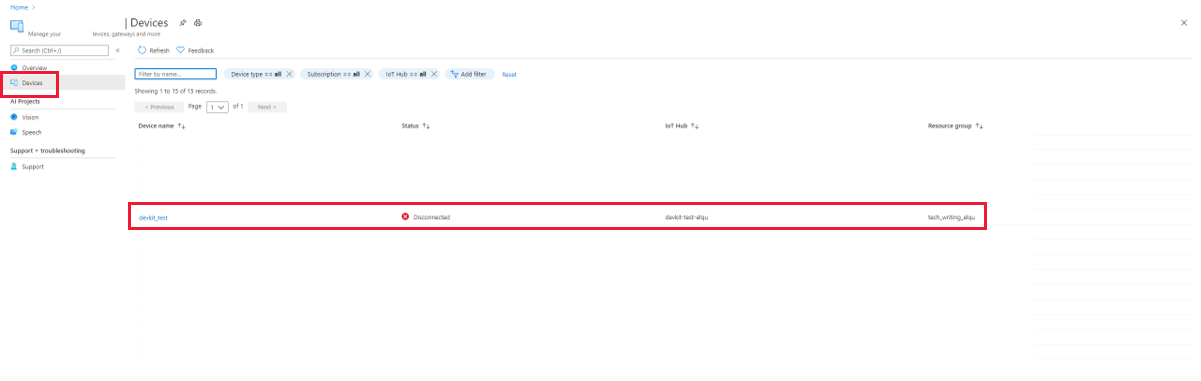 Home
Devices
Manage your
devices, gateways and more
Search (Ctrl+/)
«
Refresh
Feedback
Overview
Devices
AI Projects
Vision
Speech
Support + troubleshooting
Support
Filter by name...
Device type == all
Subscription == all
IoT Hub == all
Add filter
Reset
Showing 1 to 15 of 15 records.
< Previous Page 1 of 1 Next >
Device name Status IoT Hub Resource group
devkit_test Disconnected devkit-test-elqu tech_writing_elqu